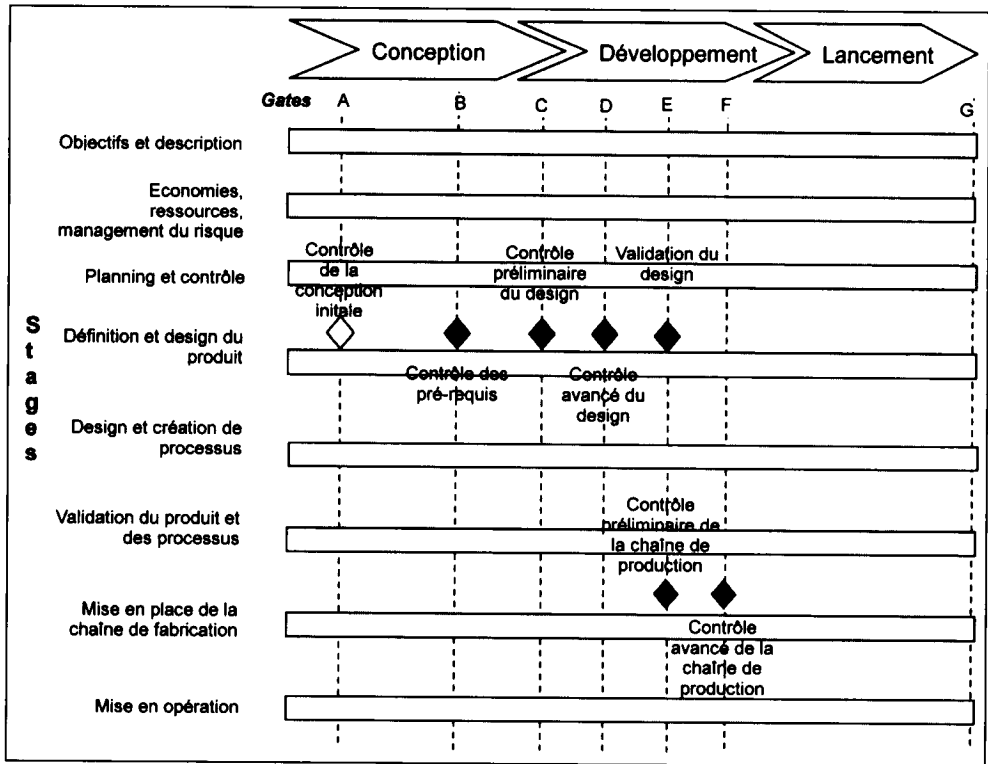 Conception
Développement
Lancement
Gates A B C D E F G
Objectifs et description
Economies,
ressources,
management du risque
Planning et contrôle
Contrôle
de la
conception
initale
Contrôle
préliminaire
du design
Validation du
design
Stages
Définition et design du
produit
Contrôle des
pré-requis
Contrôle
avancé du
design
Design et création de
processus
Validation du produit et
des processus
Contrôle
préliminaire de
la chaîne de
production
Mise en place de la
chaîne de fabrication
Contrôle
avancé de la
chaîne de
production
Mise en opération